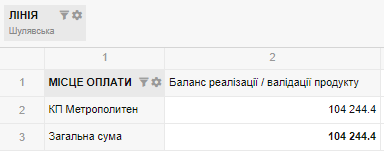 ЛІНІЯ
Шулявська
1 2
1 МІСЦЕ ОПЛАТИ Баланс реалізації / валідації продукту
2 КП Метрополитен 104 244.4
3 Загальна сума 104 244.4